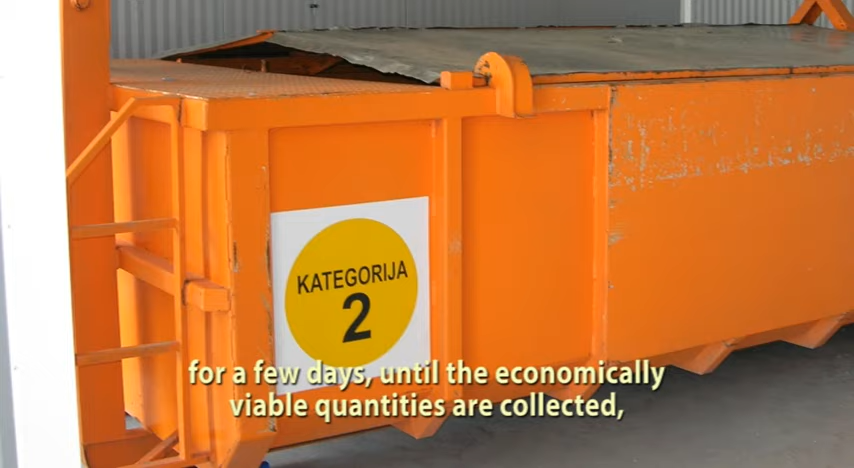 KATEGORIJA
2
for a few days, until the economically
viable quantities are collected,